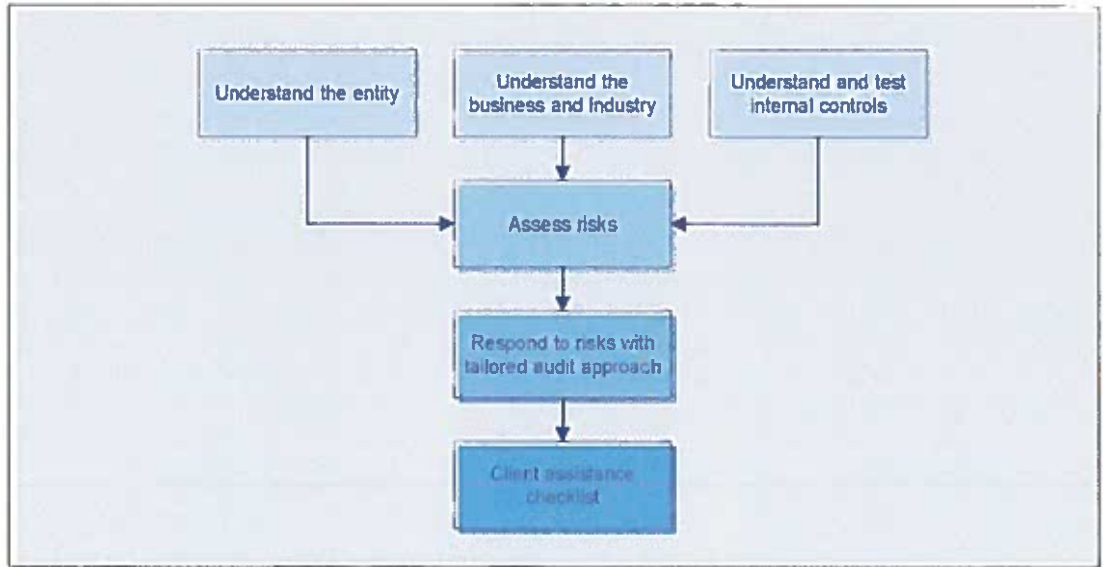 Understand the entity
Understand the
business and industry
Understand and test
internal controls
Assess risks
Respond to risks with
tailored audit approach
Client assistance
checklist